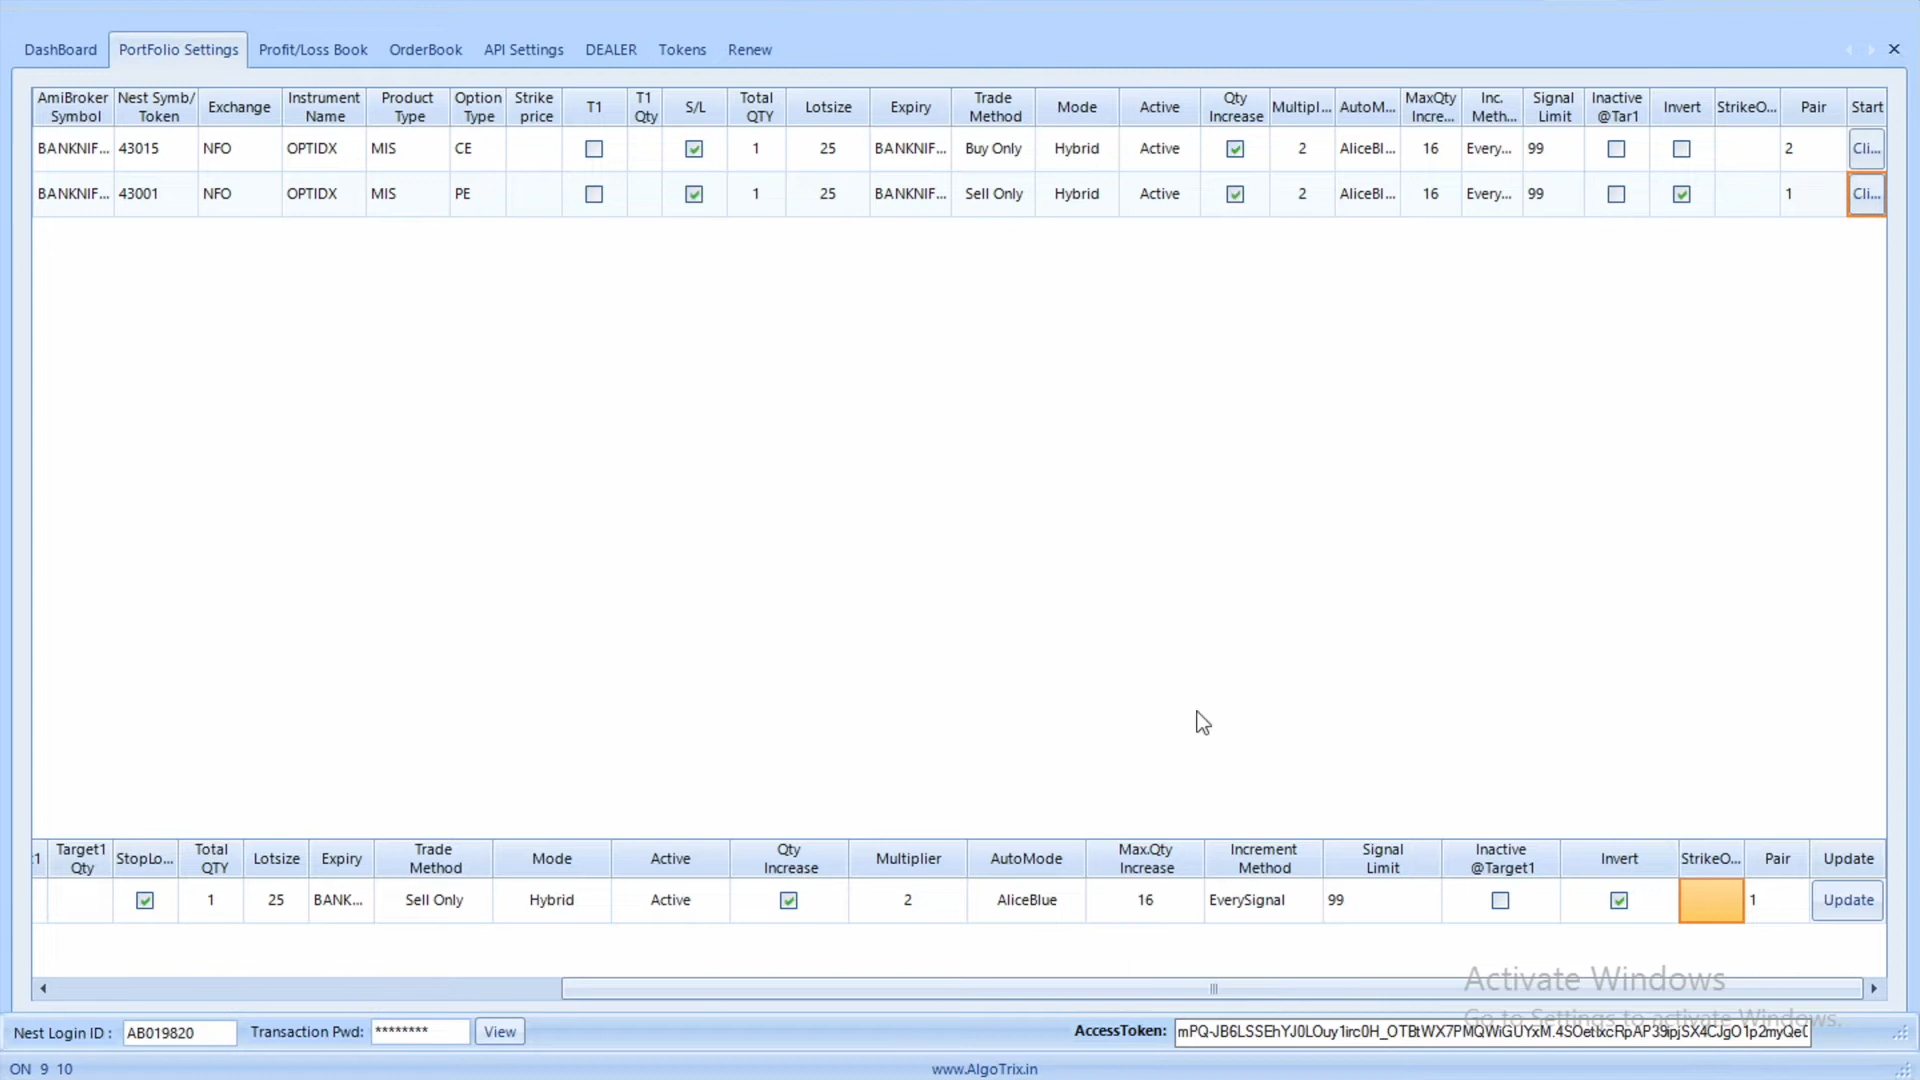 DashBoard PortFolio Settings Profit/Loss Book OrderBook API Settings DEALER Tokens Renew
AmiBroker Symbol Nest Symb/ Token Exchange Instrument Name Product Type Option Type Strike price T1 T1 Qty S/L Total QTY Lotsize Expiry Trade Method Mode Active Qty Increase Multipl... AutoM... MaxQty Incre... Inc. Meth... Signal Limit Inactive @Tar1 Invert StrikeO... Pair Start
BANKNIF... 43015 NFO OPTIDX MIS CE 1 25 BANKNIF... Buy Only Hybrid Active 2 AliceBl... 16 Every... 99 2 Cli...
BANKNIF... 43001 NFO OPTIDX MIS PE 1 25 BANKNIF... Sell Only Hybrid Active 2 AliceBl... 16 Every... 99 1 Cli...
:1 Target1 Qty StopLo... Total QTY Lotsize Expiry Trade Method Mode Active Qty Increase Multiplier AutoMode Max.Qty Increase Increment Method Signal Limit Inactive @Target1 Invert StrikeO... Pair Update
1 25 BANK... Sell Only Hybrid Active 2 AliceBlue 16 EverySignal 99 1 Update
Activate Windows
Go to Settings to activate Windows.
Nest Login ID : AB019820 Transaction Pwd: ******** View AccessToken:
ON 9 10 www.AlgoTrix.in